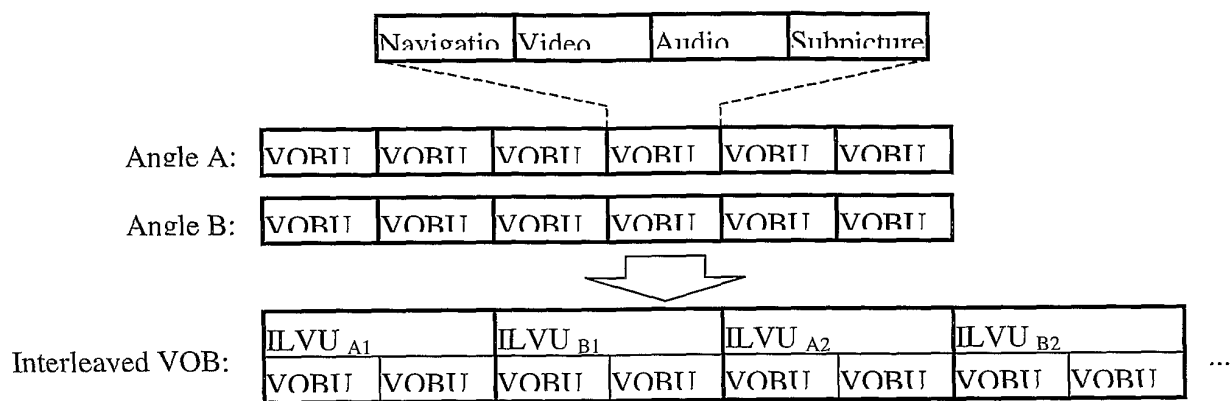 Navigatio Video Audio Subpicture
Angle A: VOBU VOBU VOBU VOBU VOBU VOBU
Angle B: VOBU VOBU VOBU VOBU VOBU VOBU
ILVU A1 ILVU B1 ILVU A2 ILVU B2
Interleaved VOB: VOBU VOBU VOBU VOBU VOBU VOBU VOBU VOBU ...